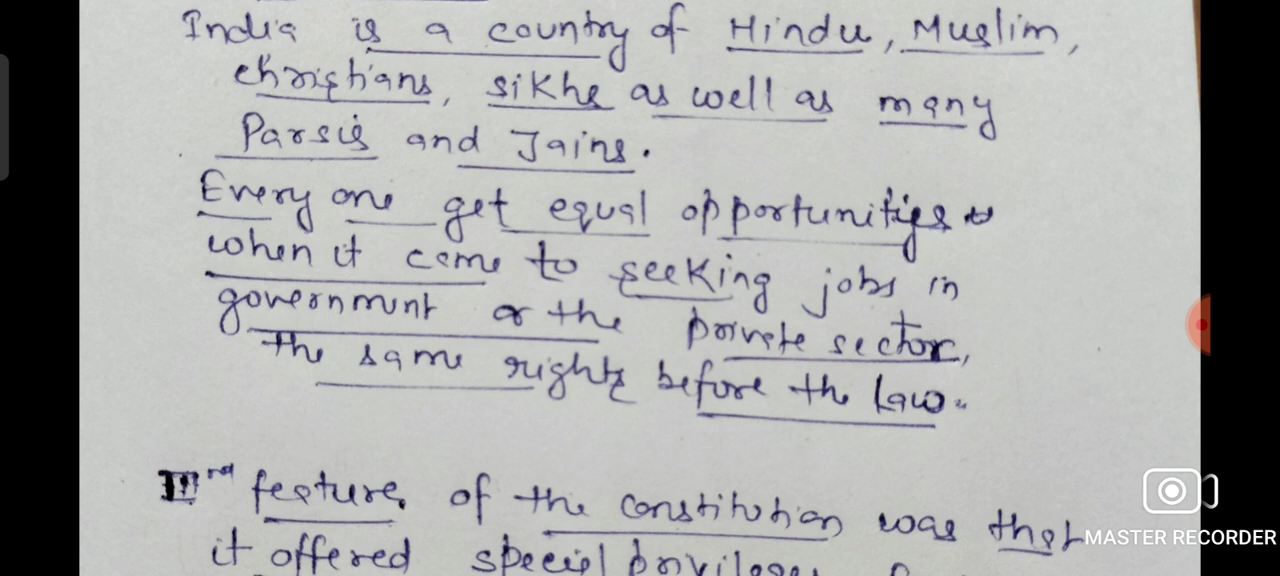 India is a country of Hindu, Muslim,
christians, sikhs as well as many
Parsis and Jains.
Every one get equal opportunities
when it come to seeking jobs in
government or the private sector,
the same rights before the law.
IIIrd feature of the constitution was that
it offered special privileges
MASTER RECORDER